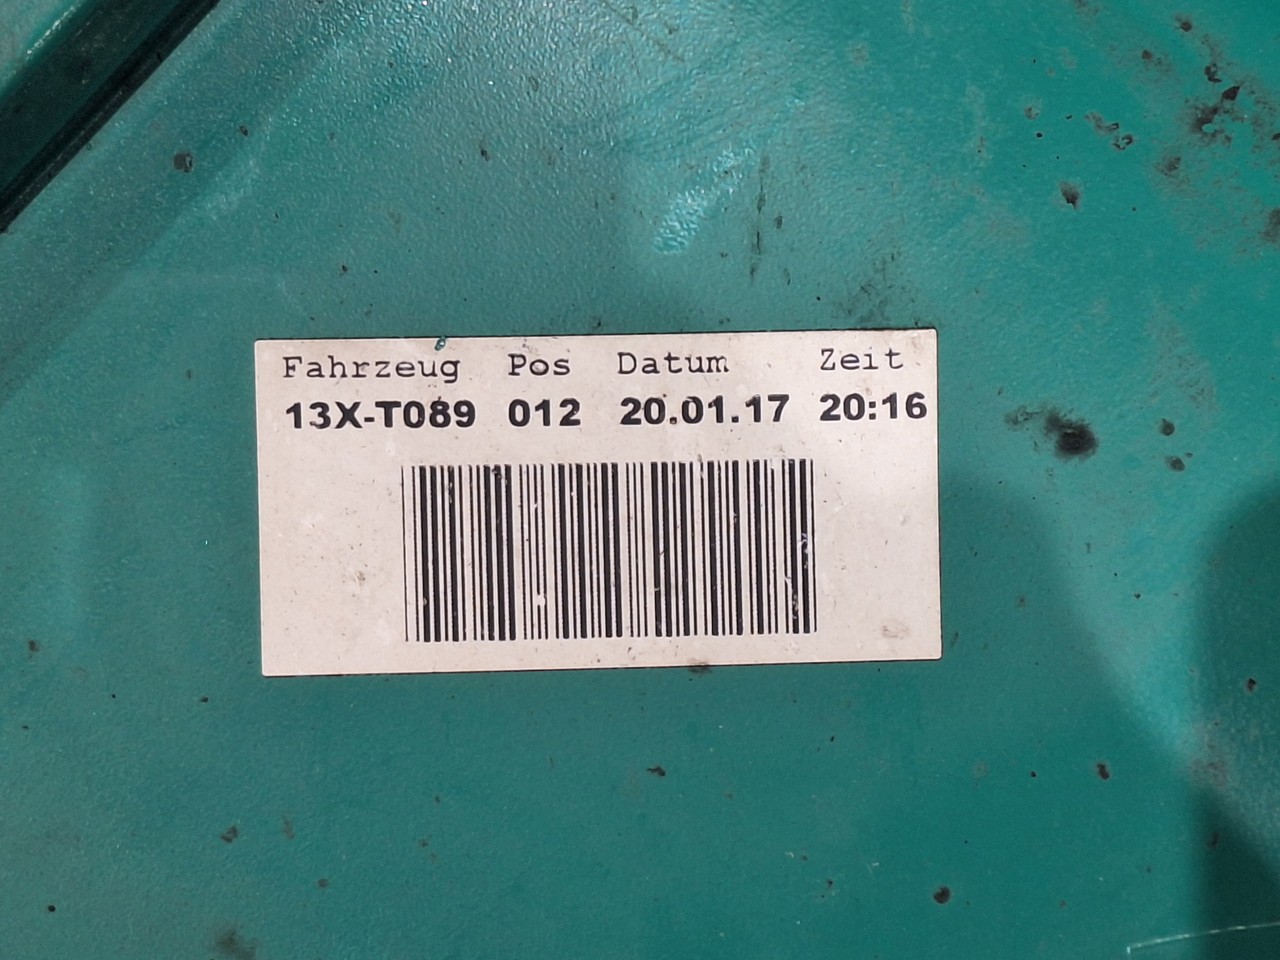 Fahrzeug Pos Datum Zeit
13X-T089 012 20.01.17 20:16